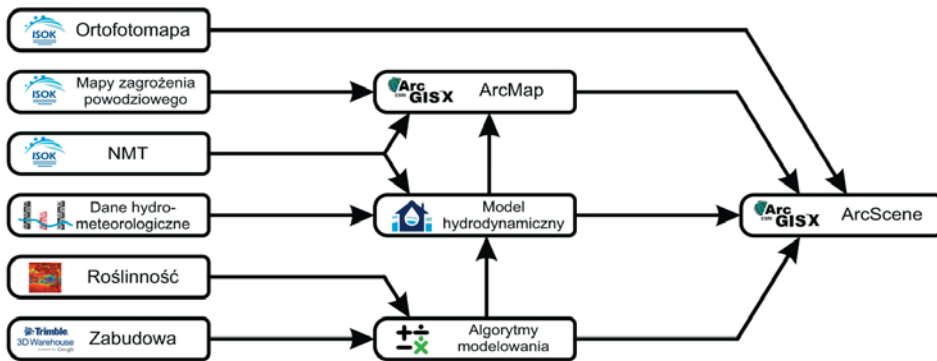 ISOK
Ortofotomapa
ISOK
Mapy zagrożenia
powodziowego
Arc
GIS X
ArcMap
ISOK
NMT
Dane hydro-
meteorologiczne
Model
hydrodynamiczny
Arc
GIS X
ArcScene
Roślinność
Trimble
3D Warehouse
Zabudowa
Algorytmy
modelowania